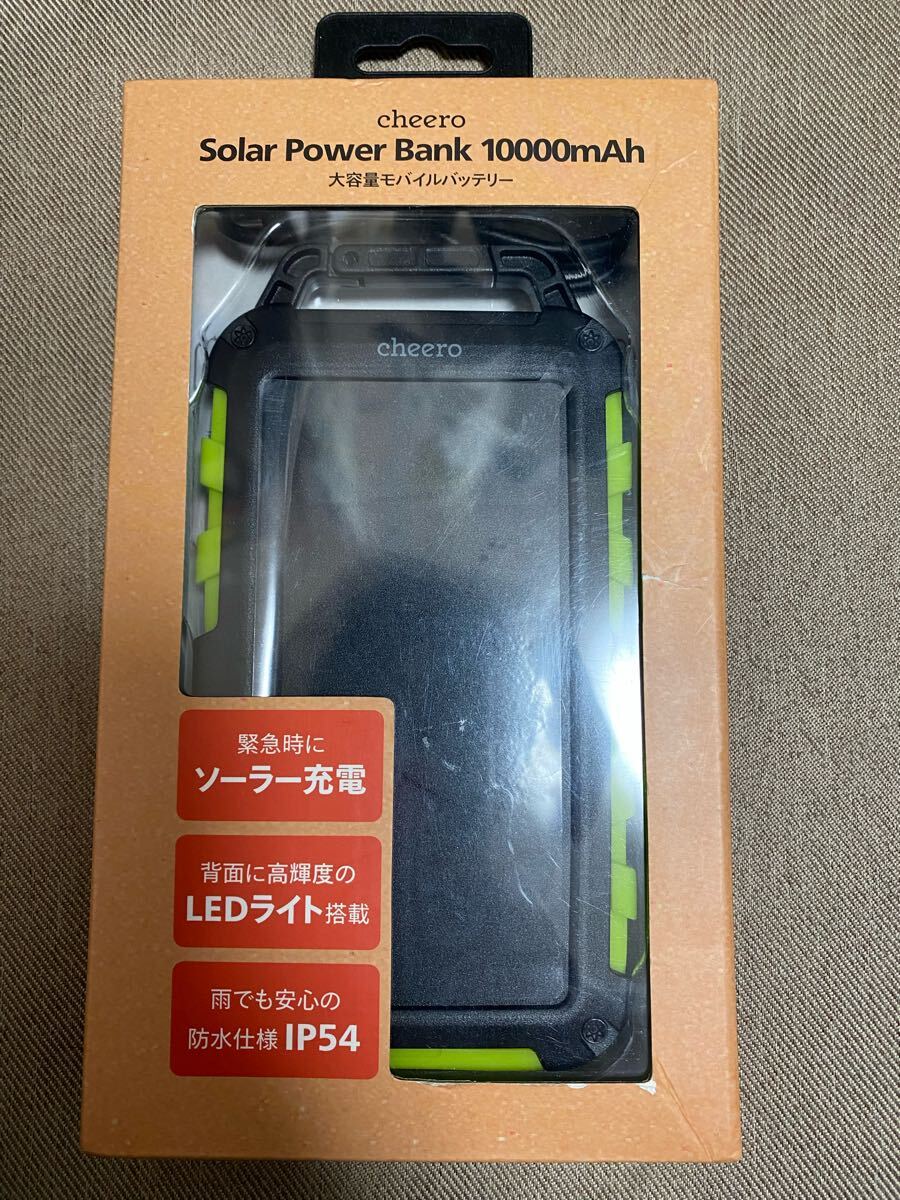 cheero
Solar Power Bank 10000mAh
大容量モバイルバッテリー
cheero
緊急時に
ソーラー充電
背面に高輝度の
LEDライト搭載
雨でも安心の
防水仕様 IP54